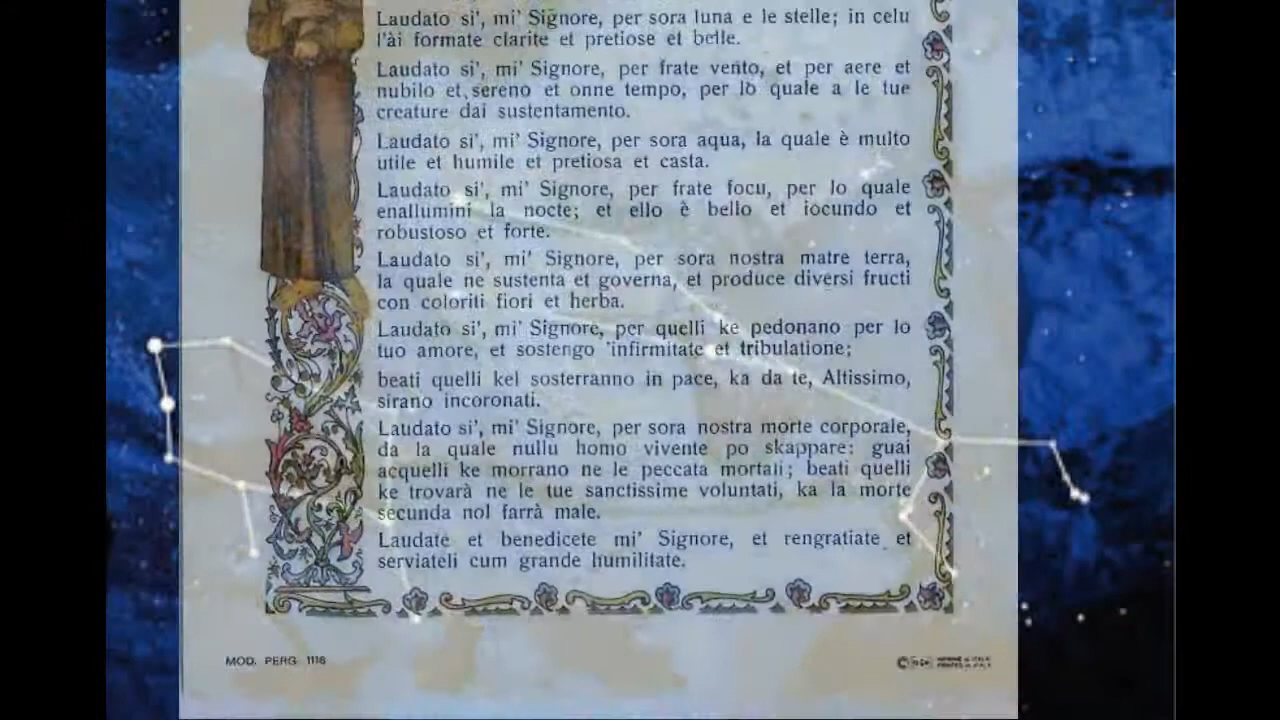 Laudato si', mi' Signore, per sora luna e le stelle; in celu
l'ài formate clarite et pretiose et belle.
Laudato si', mi' Signore, per frate vento, et per aere et
nubilo et sereno et onne tempo, per lo quale a le tue
creature dai sustentamento.
Laudato si', mi' Signore, per sora aqua, la quale è multo
utile et humile et pretiosa et casta.
Laudato si', mi' Signore, per frate focu, per lo quale
enallumini la nocte; et ello è bello et iocundo et
robustoso et forte.
Laudato si', mi' Signore, per sora nostra matre terra,
la quale ne sustenta et governa, et produce diversi fructi
con coloriti fiori et herba.
Laudato si', mi' Signore, per quelli ke pedonano per lo
tuo amore, et sostengo 'infirmitate et tribulatione;
beati quelli kel sosterranno in pace, ka da te, Altissimo,
sirano incoronati.
Laudato si', mi' Signore, per sora nostra morte corporale,
da la quale nullu homo vivente po skappare: guai
acquelli ke morrano ne le peccata mortali; beati quelli
ke trovarà ne le tue sanctissime voluntati, ka la morte
secunda nol farrà male.
Laudate et benedicete mi' Signore, et rengratiate et
serviateli cum grande humilitate.
MOD. PERG. 1116
©